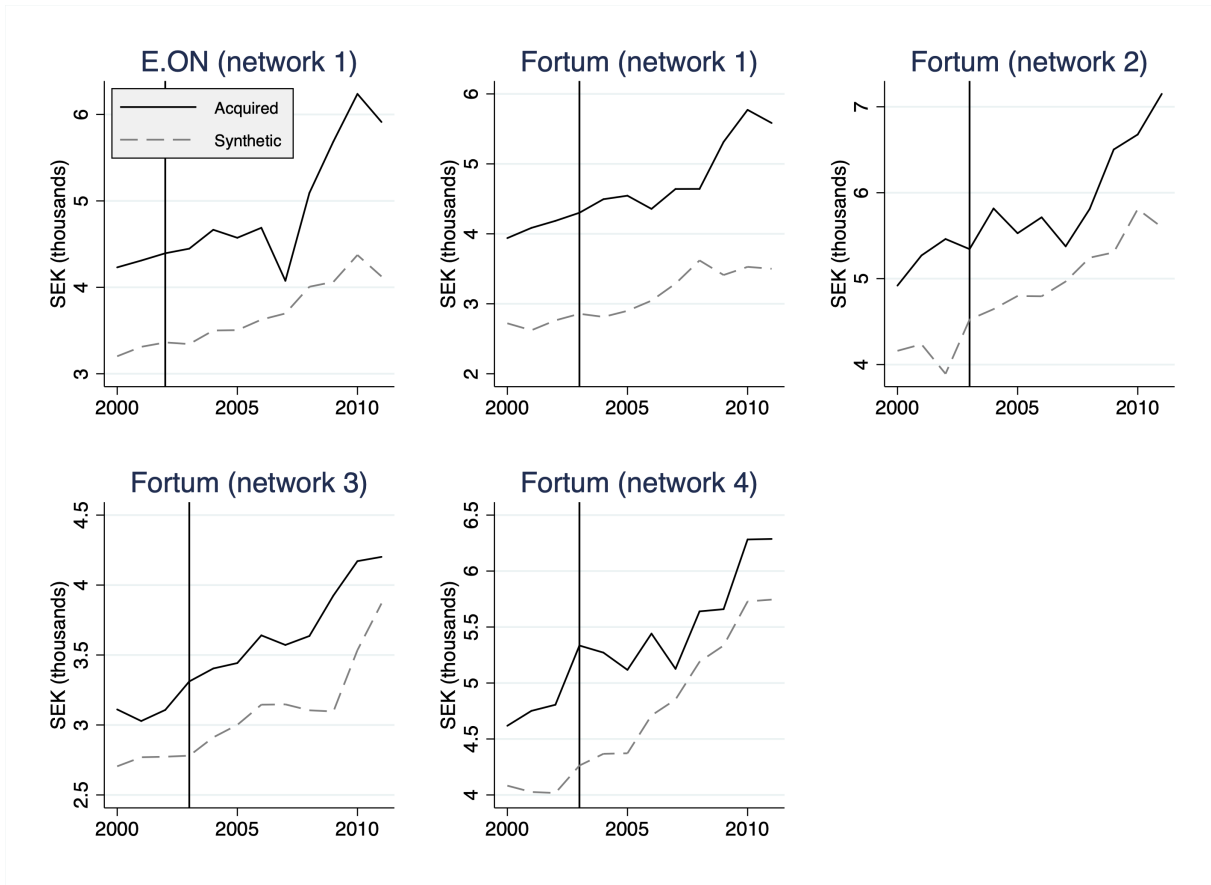 E.ON (network 1)
Acquired
Synthetic
SEK (thousands)
6
5
4
3
2000 2005 2010
Fortum (network 1)
SEK (thousands)
6
5
4
3
2
2000 2005 2010
Fortum (network 2)
SEK (thousands)
7
6
5
4
2000 2005 2010
Fortum (network 3)
SEK (thousands)
4.5
4
3.5
3
2.5
2000 2005 2010
Fortum (network 4)
SEK (thousands)
6.5
6
5.5
5
4.5
4
2000 2005 2010